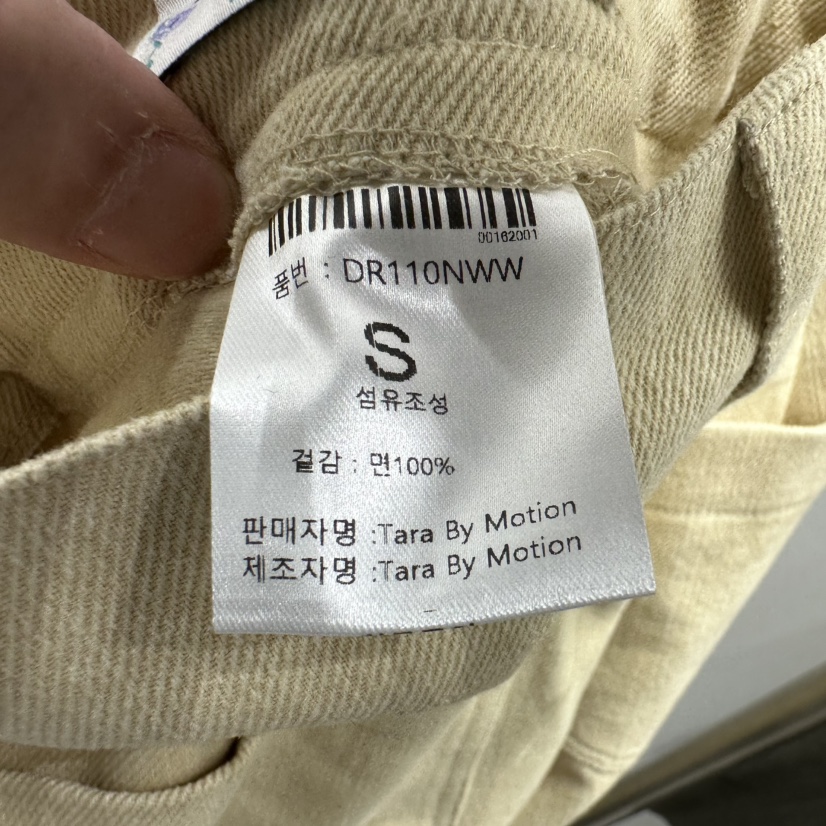 00162001
품번 : DR110NWW
S
섬유조성
겉감 : 면100%
판매자명 :Tara By Motion
제조자명 :Tara By Motion